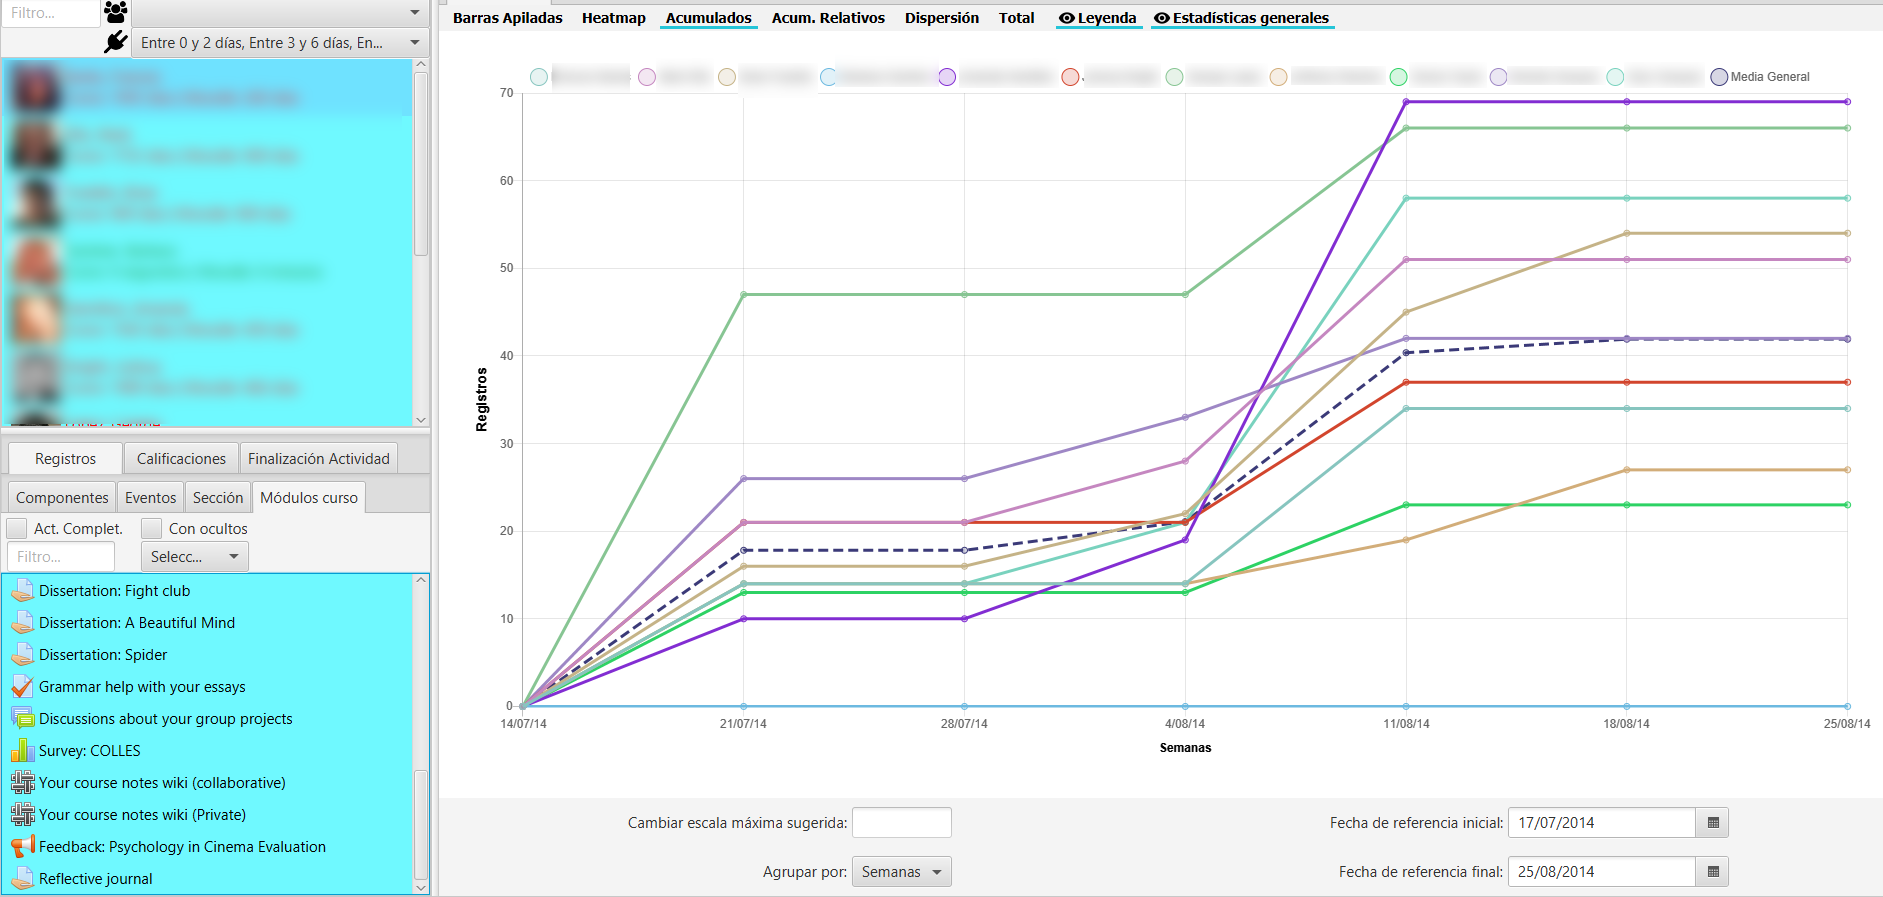 Filtro...
Entre 0 y 2 días, Entre 3 y 6 días, En...
Registros
Calificaciones
Finalización Actividad
Componentes
Eventos
Sección
Módulos curso
Act. Complet.
Con ocultos
Filtro...
Selecc...
Dissertation: Fight club
Dissertation: A Beautiful Mind
Dissertation: Spider
Grammar help with your essays
Discussions about your group projects
Survey: COLLES
Your course notes wiki (collaborative)
Your course notes wiki (Private)
Feedback: Psychology in Cinema Evaluation
Reflective journal
Barras Apiladas
Heatmap
Acumulados
Acum. Relativos
Dispersión
Total
Leyenda
Estadísticas generales
Media General
70
60
50
40
30
20
10
0
Registros
14/07/14
21/07/14
28/07/14
4/08/14
11/08/14
18/08/14
25/08/14
Semanas
Cambiar escala máxima sugerida:
Agrupar por:
Semanas
Fecha de referencia inicial:
17/07/2014
Fecha de referencia final:
25/08/2014